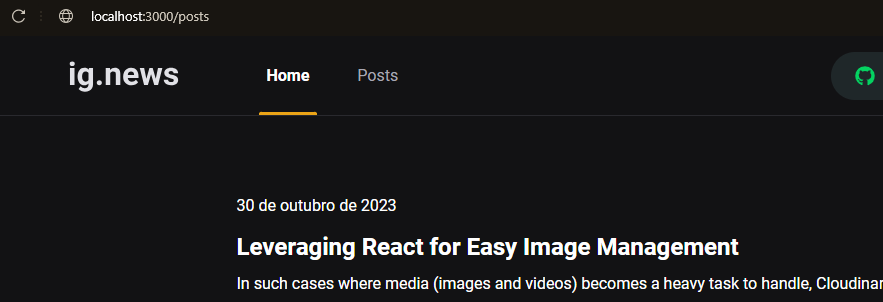 localhost:3000/posts
ig.news Home Posts
30 de outubro de 2023
Leveraging React for Easy Image Management
In such cases where media (images and videos) becomes a heavy task to handle,